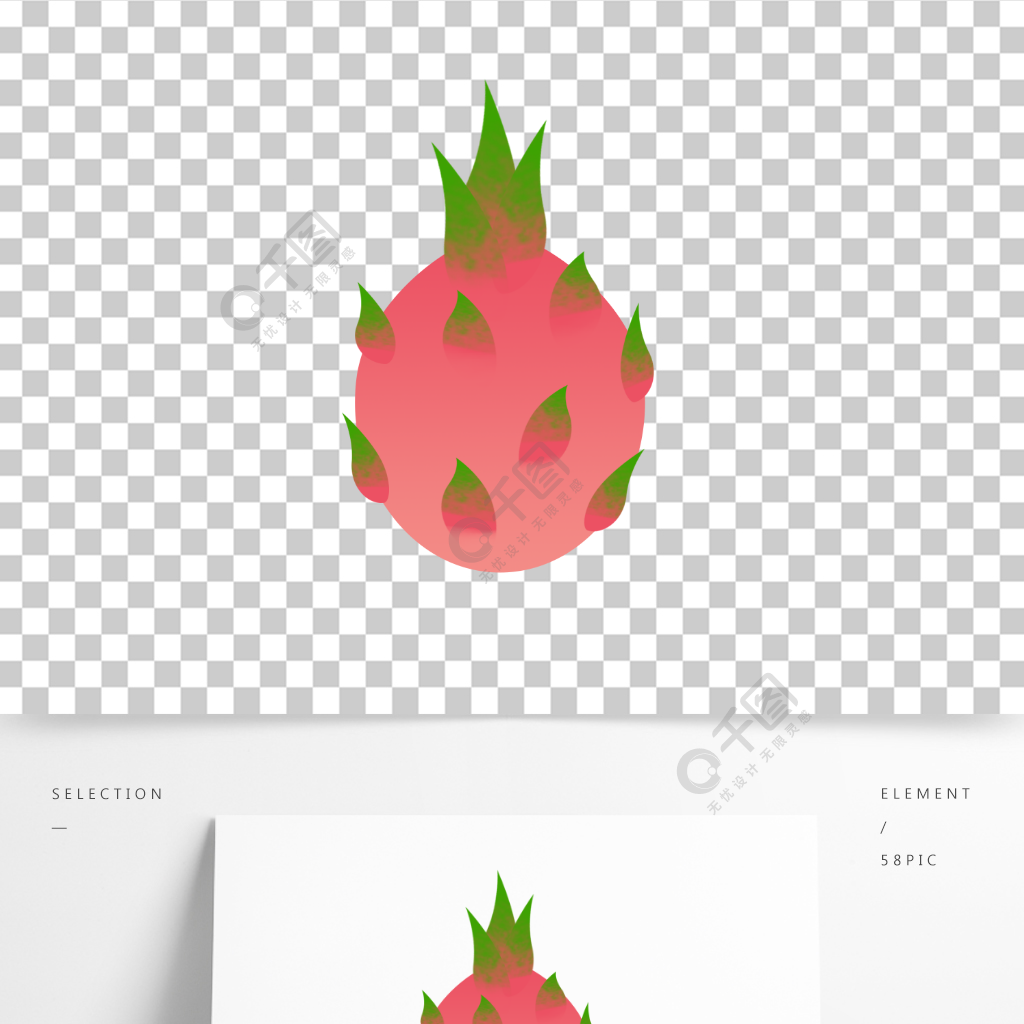 千图
无忧设计 无限灵感
千图
无忧设计 无限灵感
千图
无忧设计 无限灵感
SELECTION
—
ELEMENT
/
58PIC